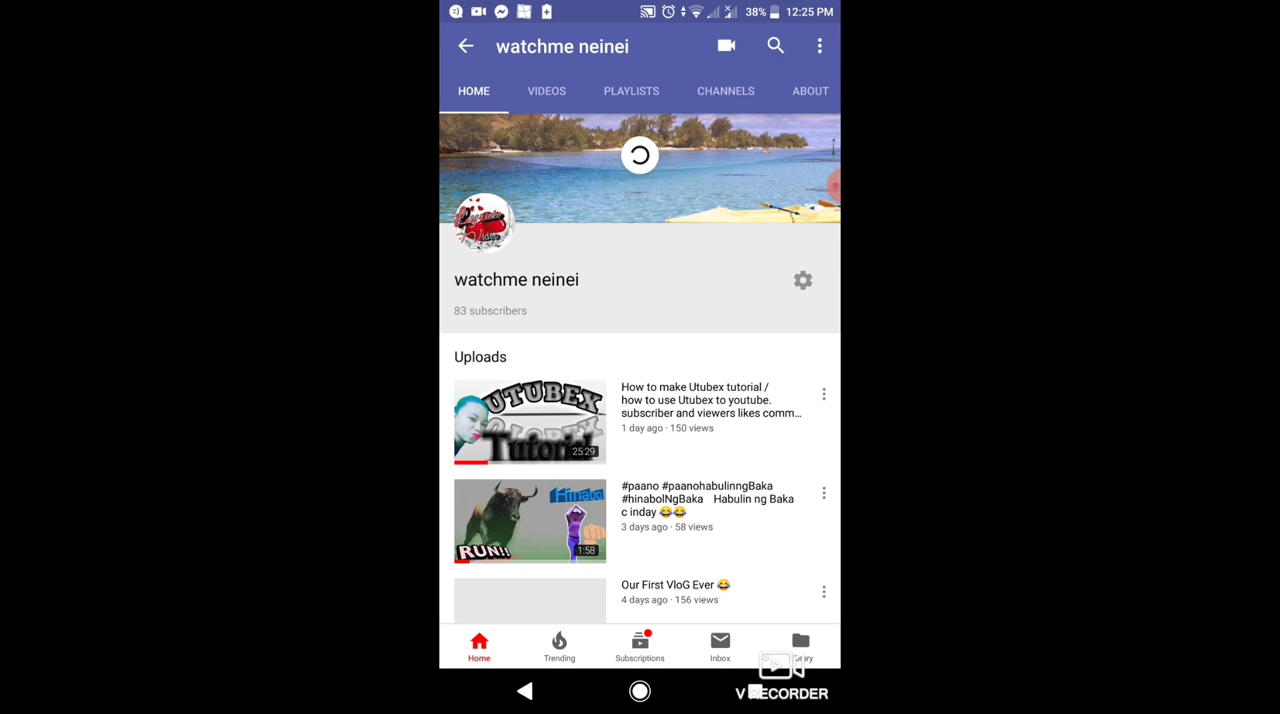 38% 12:25 PM
watchme neinei
HOME VIDEOS PLAYLISTS CHANNELS ABOUT
watchme neinei
83 subscribers
Uploads
UTUBEX
Tutorial
25:29
How to make Utubex tutorial /
how to use Utubex to youtube.
subscriber and viewers likes comm...
1 day ago · 150 views
Hinabol
RUN!!
1:58
#paano #paanohabulinngBaka
#hinabolNgBaka Habulin ng Baka
c inday 😂😂
3 days ago · 58 views
Our First VloG Ever 😂
4 days ago · 156 views
Home Trending Subscriptions Inbox
V RECORDER